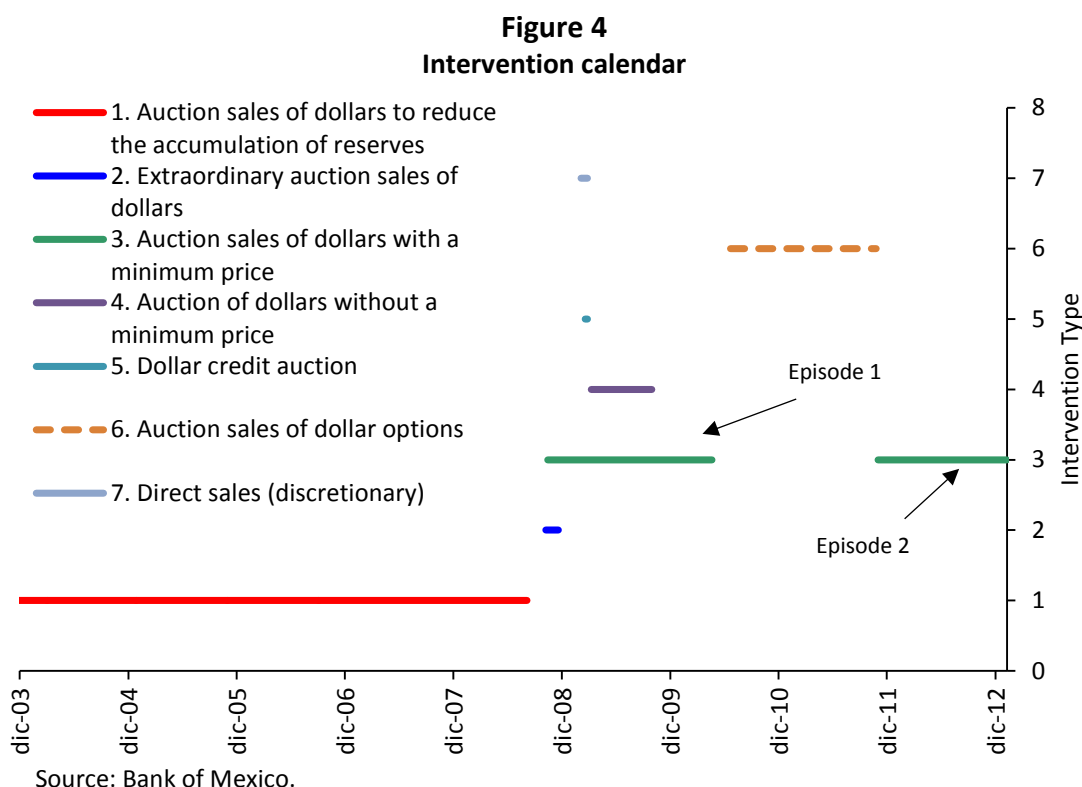 Figure 4
Intervention calendar
1. Auction sales of dollars to reduce
the accumulation of reserves
2. Extraordinary auction sales of
dollars
3. Auction sales of dollars with a
minimum price
4. Auction of dollars without a
minimum price
5. Dollar credit auction
6. Auction sales of dollar options
7. Direct sales (discretionary)
Episode 1
Episode 2
8
7
6
5
4
3
2
1
0
Intervention Type
dic-03
dic-04
dic-05
dic-06
dic-07
dic-08
dic-09
dic-10
dic-11
dic-12
Source: Bank of Mexico.